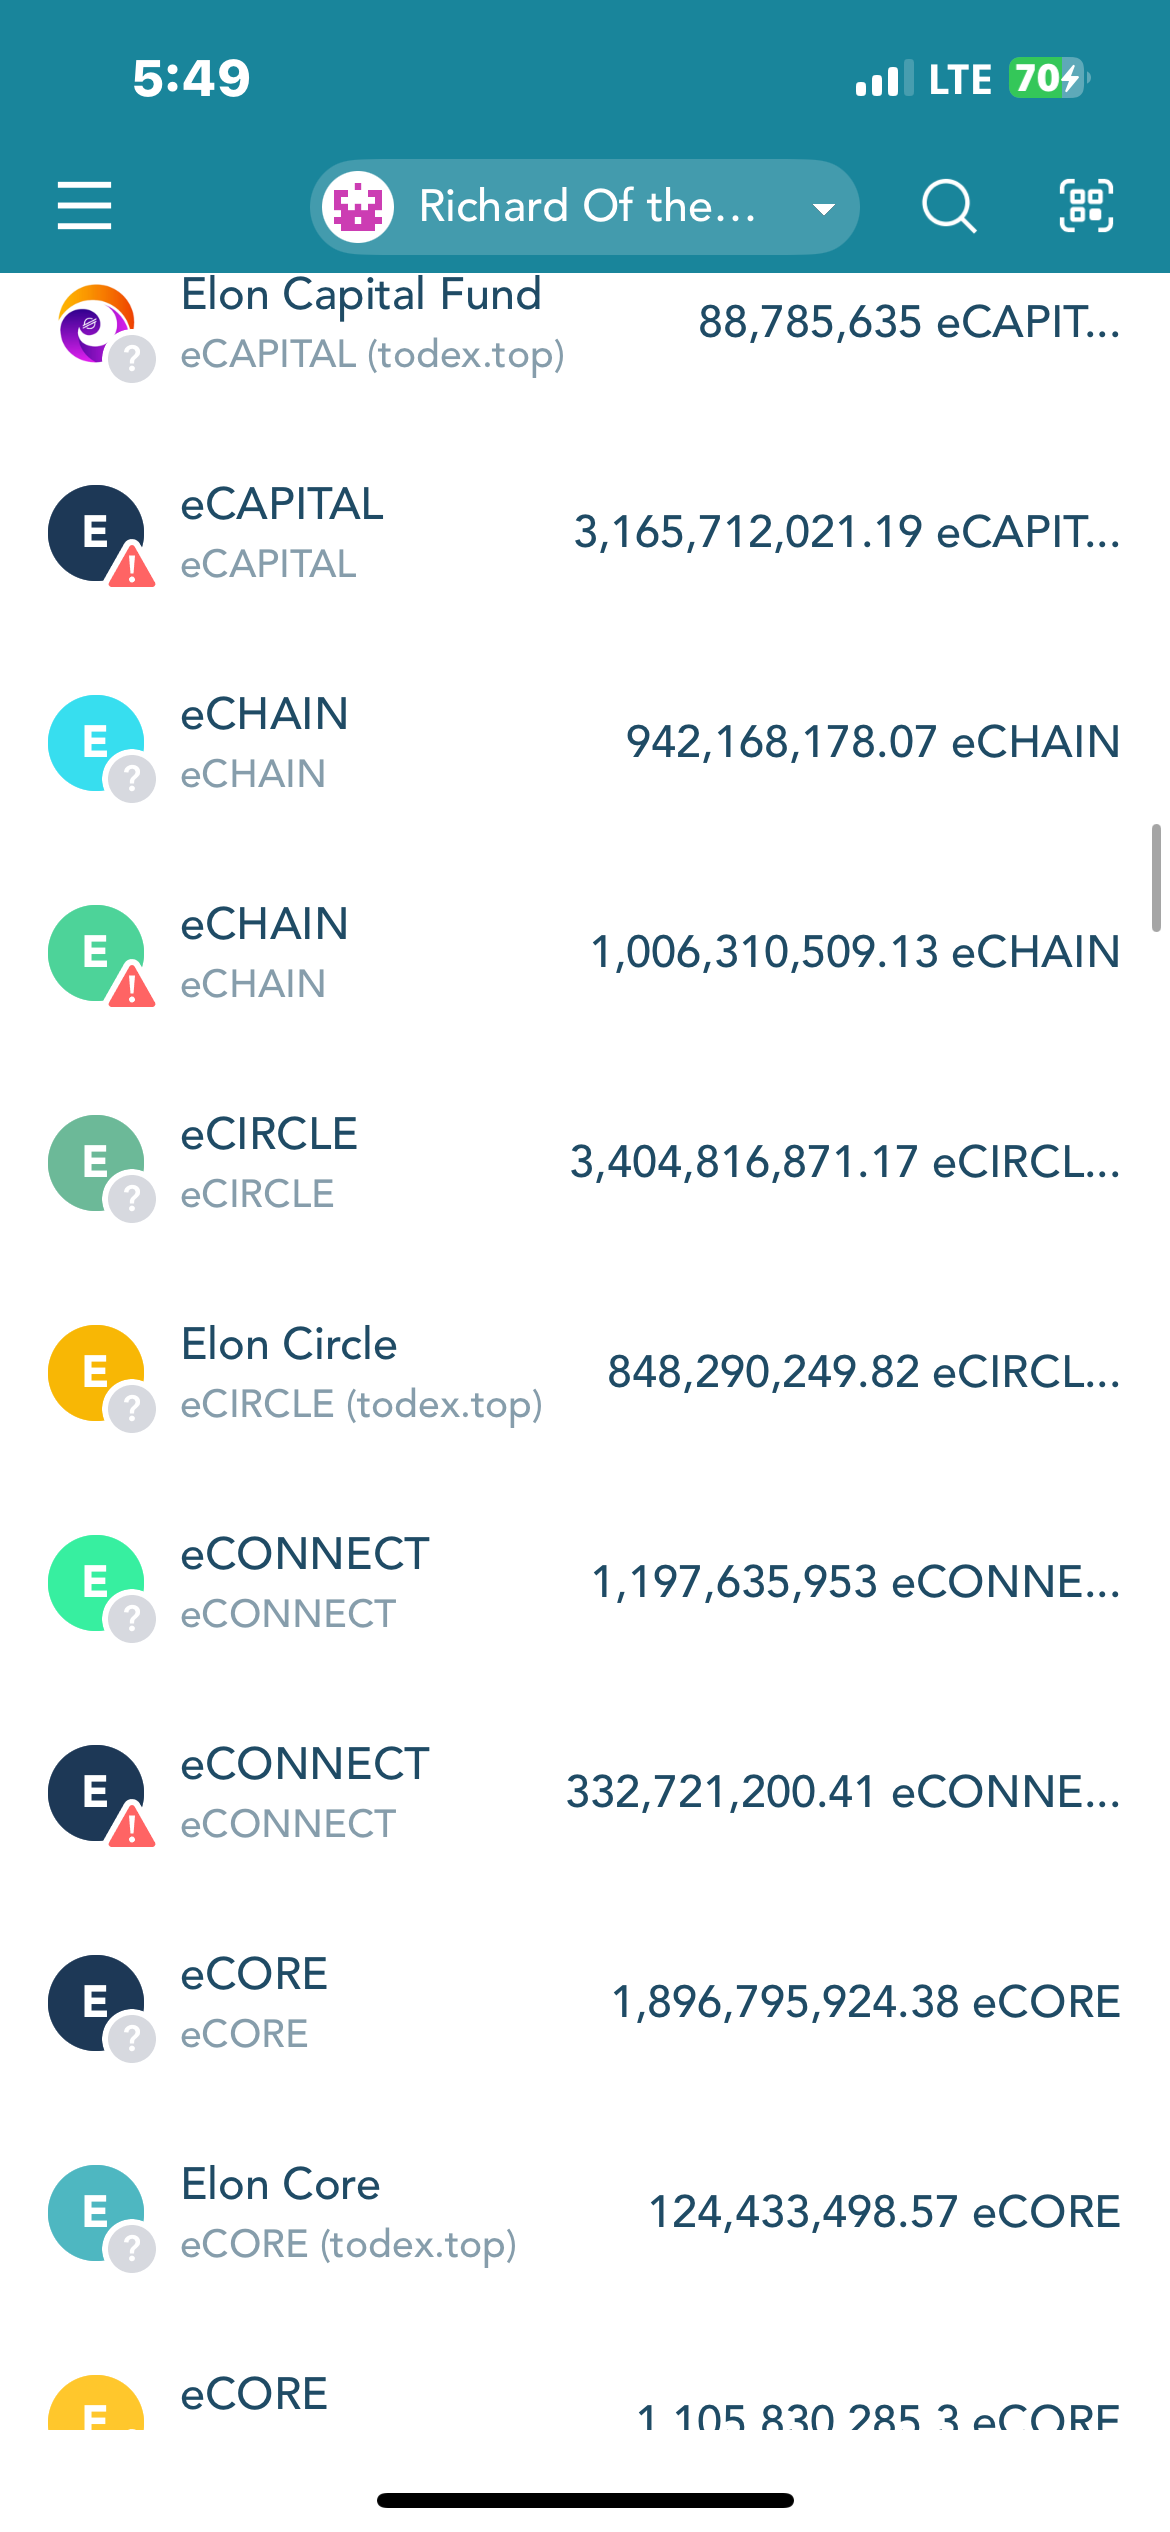 5:49
LTE 70
Richard Of the...
Elon Capital Fund
88,785,635 eCAPIT...
eCAPITAL (todex.top)
E
eCAPITAL
3,165,712,021.19 eCAPIT...
eCAPITAL
E
eCHAIN
942,168,178.07 eCHAIN
eCHAIN
E
eCHAIN
1,006,310,509.13 eCHAIN
eCHAIN
E
eCIRCLE
3,404,816,871.17 eCIRCL...
eCIRCLE
E
Elon Circle
848,290,249.82 eCIRCL...
eCIRCLE (todex.top)
E
eCONNECT
1,197,635,953 eCONNE...
eCONNECT
E
eCONNECT
332,721,200.41 eCONNE...
eCONNECT
E
eCORE
1,896,795,924.38 eCORE
eCORE
E
Elon Core
124,433,498.57 eCORE
eCORE (todex.top)
E
eCORE
1,105,830,285.3 eCORE